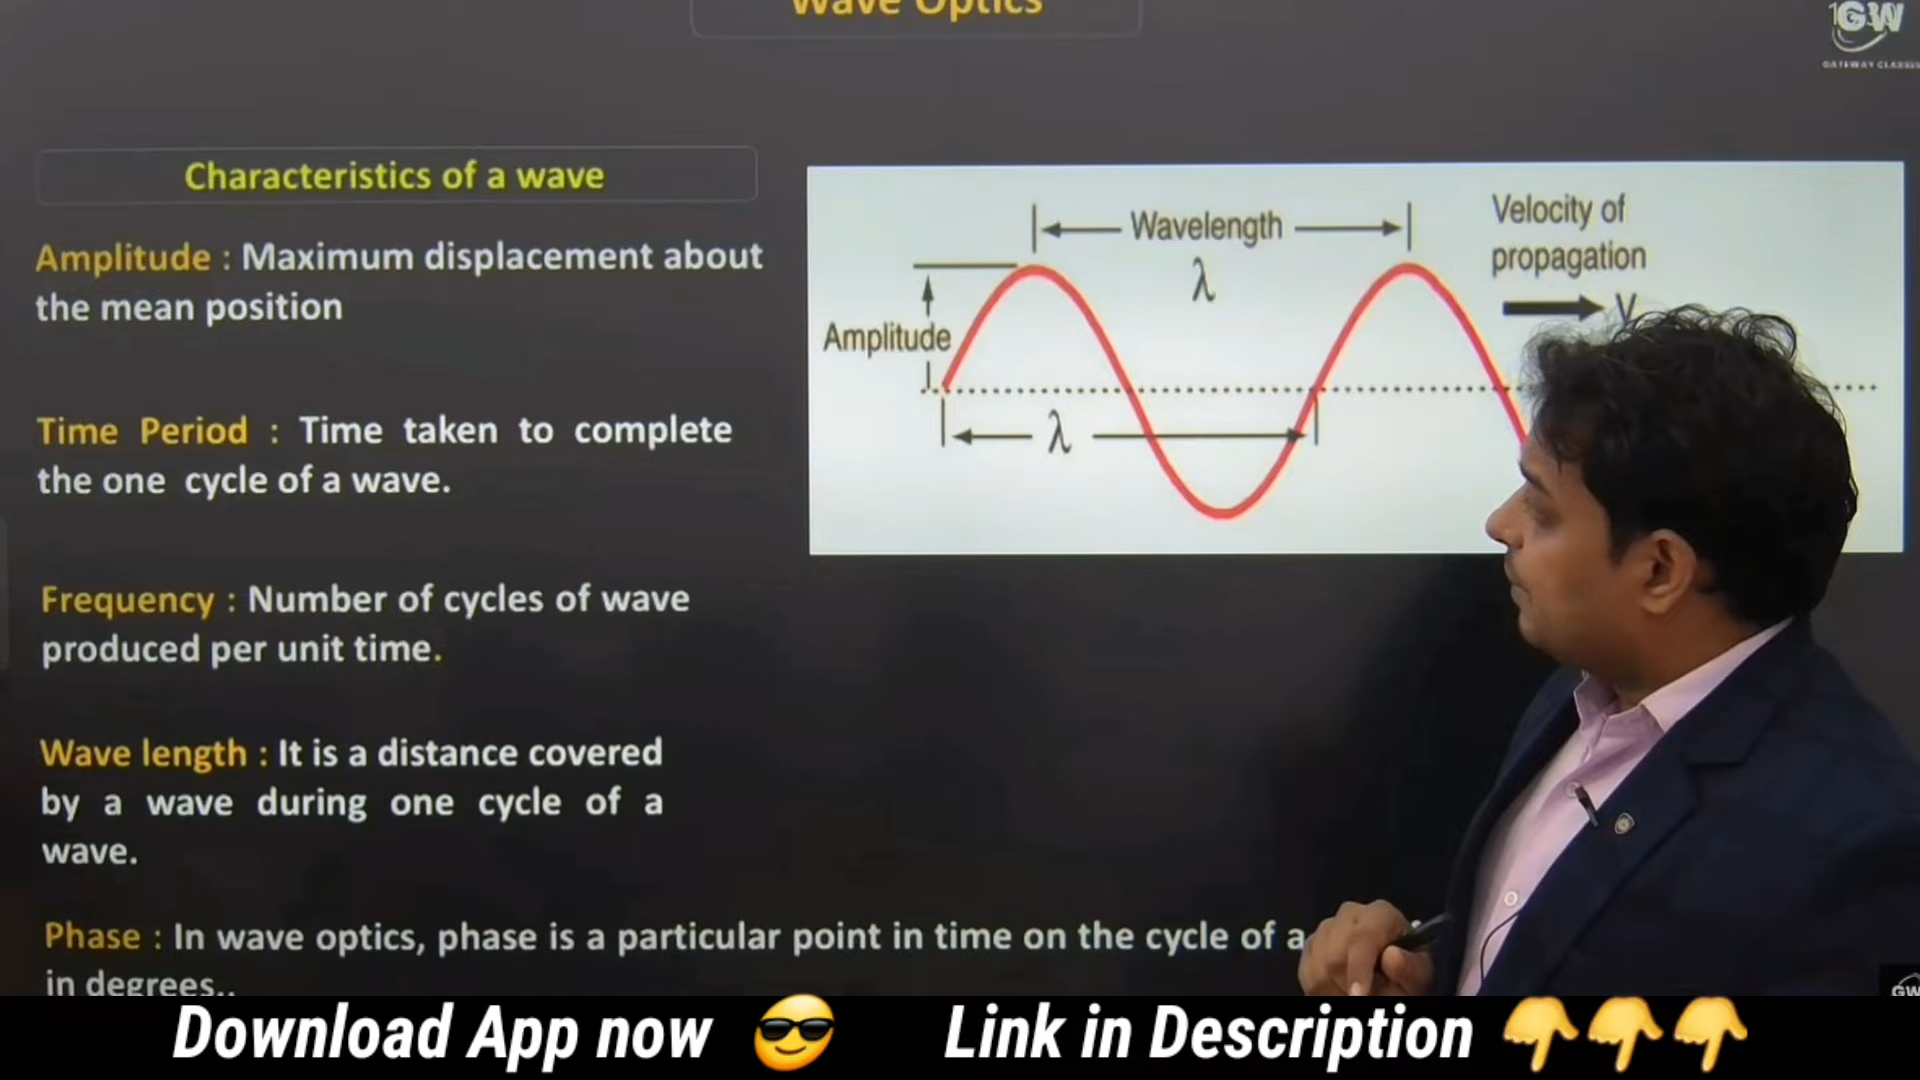 Wave Optics
GW
GATEWAY CLASSES
Characteristics of a wave
Amplitude : Maximum displacement about
the mean position
Time Period : Time taken to complete
the one cycle of a wave.
Frequency : Number of cycles of wave
produced per unit time.
Wave length : It is a distance covered
by a wave during one cycle of a
wave.
Phase : In wave optics, phase is a particular point in time on the cycle of a
in degrees..
Wavelength
λ
Velocity of
propagation
v
Amplitude
λ
GW
Download App now 😎 Link in Description 👇👇👇